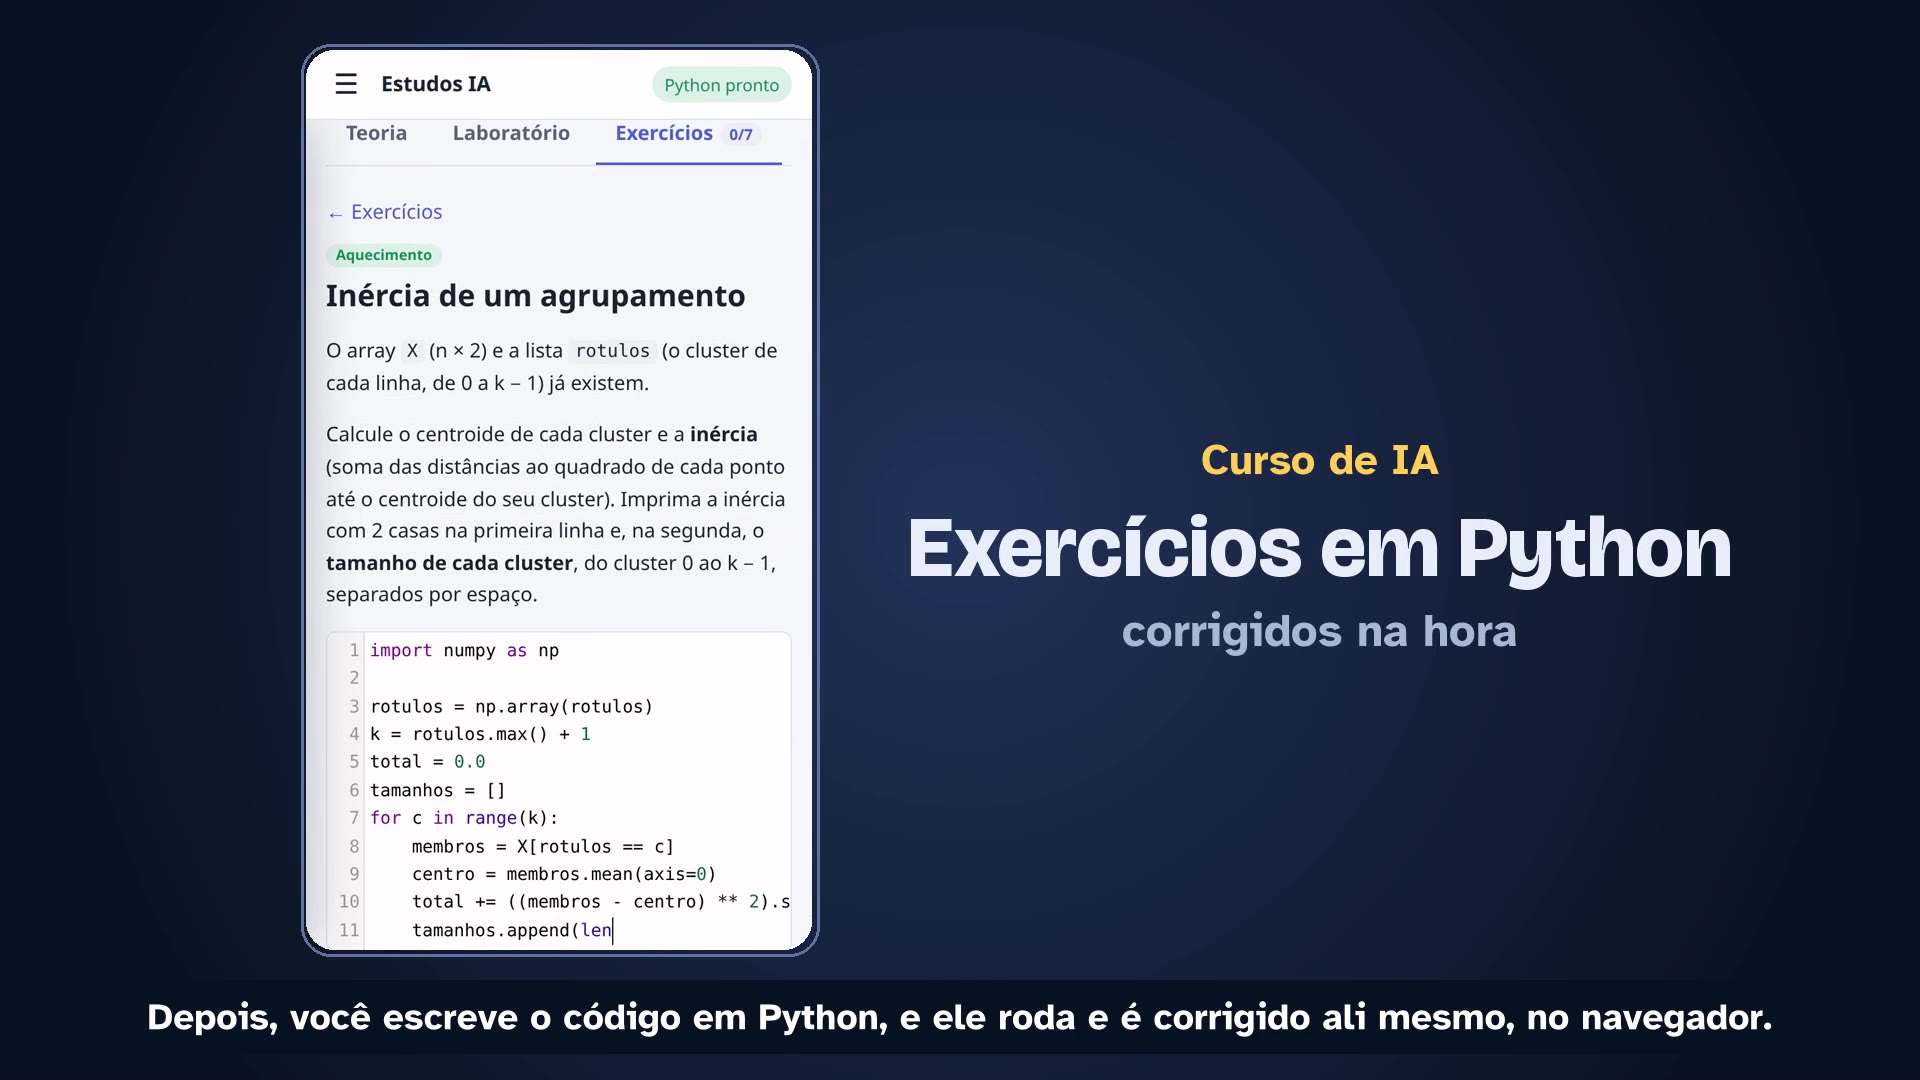 ☰ Estudos IA Python pronto
Teoria Laboratório Exercícios 0/7
← Exercícios
Aquecimento
Inércia de um agrupamento
O array X (n × 2) e a lista rotulos (o cluster de
cada linha, de 0 a k − 1) já existem.
Calcule o centroide de cada cluster e a inércia
(soma das distâncias ao quadrado de cada ponto
até o centroide do seu cluster). Imprima a inércia
com 2 casas na primeira linha e, na segunda, o
tamanho de cada cluster, do cluster 0 ao k − 1,
separados por espaço.
1 import numpy as np
2
3 rotulos = np.array(rotulos)
4 k = rotulos.max() + 1
5 total = 0.0
6 tamanhos = []
7 for c in range(k):
8     membros = X[rotulos == c]
9     centro = membros.mean(axis=0)
10     total += ((membros - centro) ** 2).s
11     tamanhos.append(len
Curso de IA
Exercícios em Python
corrigidos na hora
Depois, você escreve o código em Python, e ele roda e é corrigido ali mesmo, no navegador.